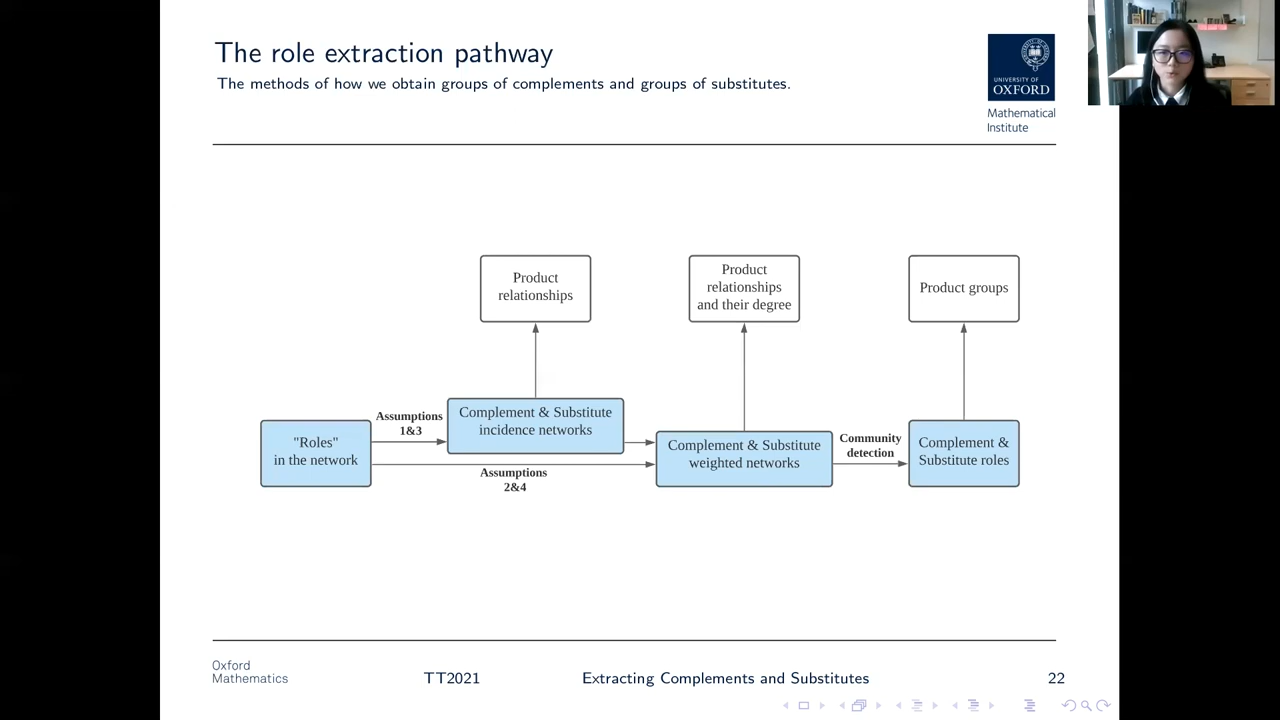 The role extraction pathway
The methods of how we obtain groups of complements and groups of substitutes.
UNIVERSITY OF
OXFORD
Mathematical
Institute
Product
relationships
Product
relationships
and their degree
Product groups
"Roles"
in the network
Assumptions
1&3
Complement & Substitute
incidence networks
Assumptions
2&4
Complement & Substitute
weighted networks
Community
detection
Complement &
Substitute roles
Oxford
Mathematics
TT2021
Extracting Complements and Substitutes
22